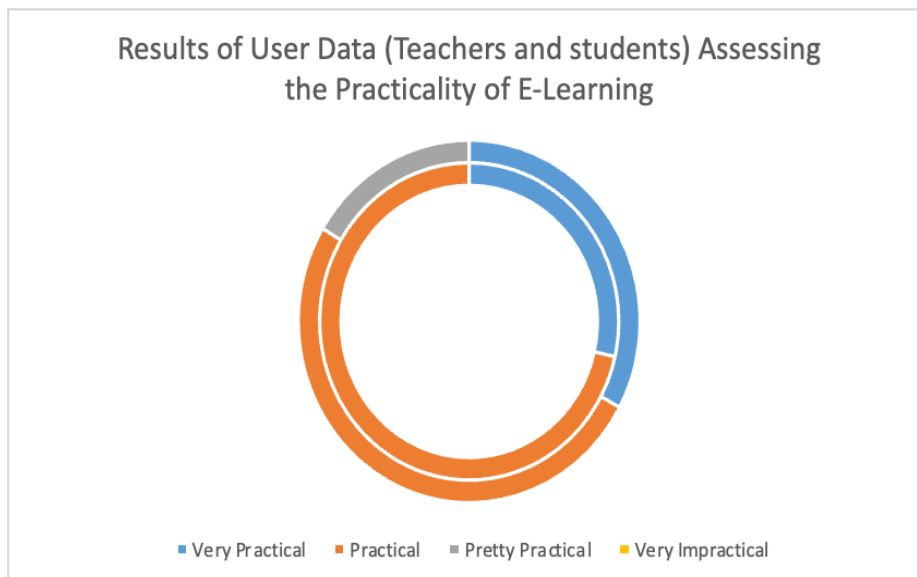 Results of User Data (Teachers and students) Assessing
the Practicality of E-Learning
Very Practical Practical Pretty Practical Very Impractical